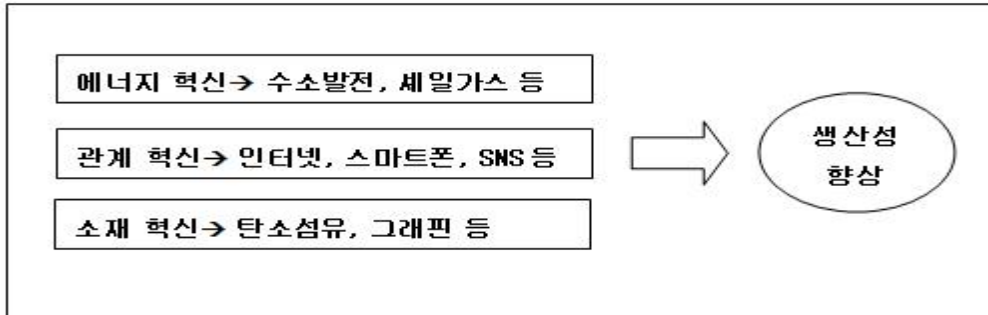 에너지 혁신→ 수소발전, 셰일가스 등
관계 혁신→ 인터넷, 스마트폰, SNS 등
소재 혁신→ 탄소섬유, 그래핀 등
생산성
향상